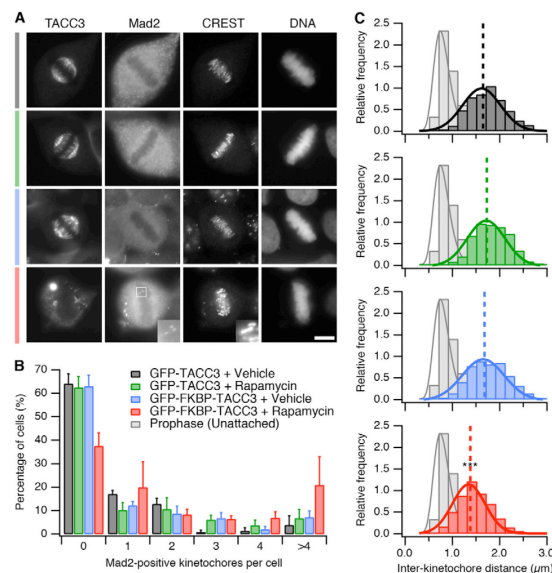 A
TACC3 Mad2 CREST DNA
B
Percentage of cells (%)
70
60
50
40
30
20
10
0
GFP-TACC3 + Vehicle
GFP-TACC3 + Rapamycin
GFP-FKBP-TACC3 + Vehicle
GFP-FKBP-TACC3 + Rapamycin
Prophase (Unattached)
0 1 2 3 4 >4
Mad2-positive kinetochores per cell
C
Relative frequency
2.5
2.0
1.5
1.0
0.5
0.0
Relative frequency
2.5
2.0
1.5
1.0
0.5
0.0
Relative frequency
2.5
2.0
1.5
1.0
0.5
0.0
Relative frequency
2.5
2.0
1.5
1.0
0.5
0.0
***
0.0 1.0 2.0 3.0
Inter-kinetochore distance (μm)